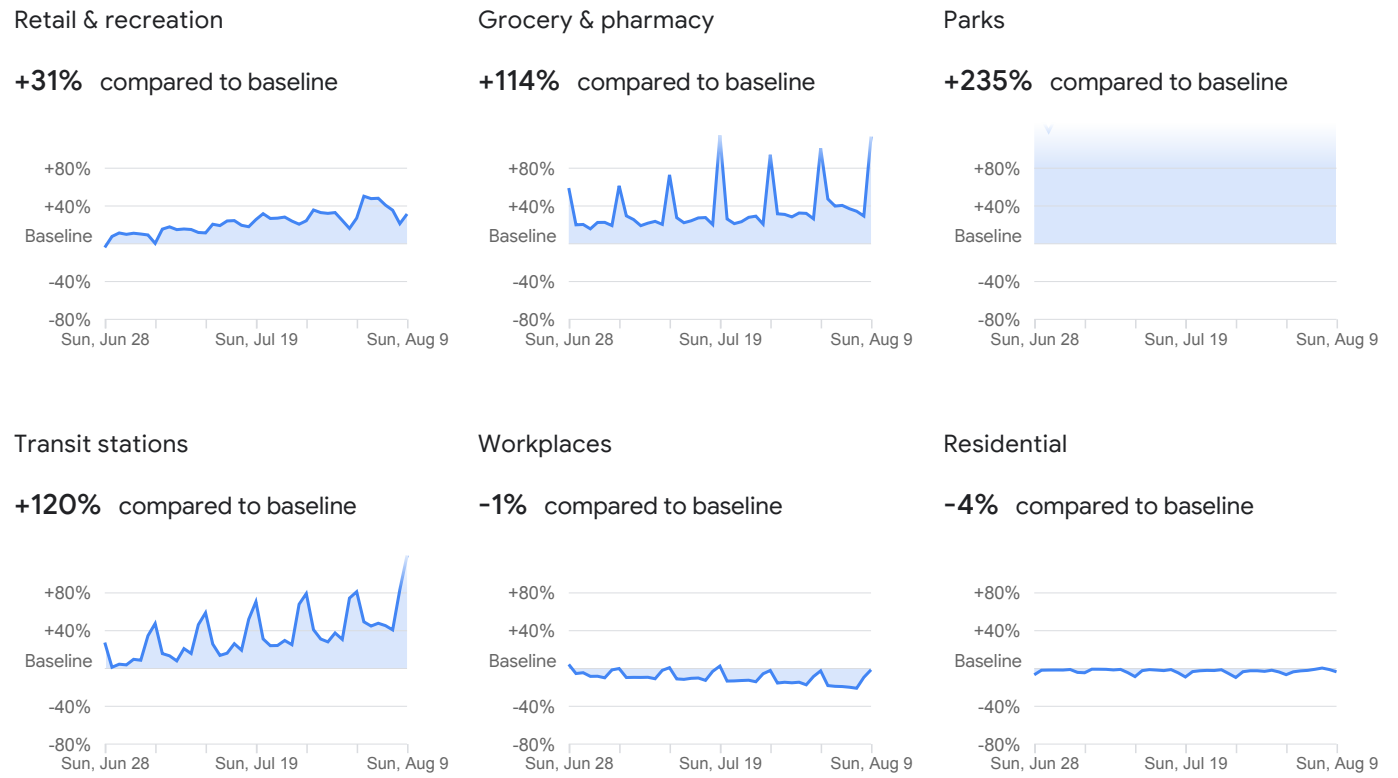 Retail & recreation
+31% compared to baseline
+80%
+40%
Baseline
-40%
-80%
Sun, Jun 28 Sun, Jul 19 Sun, Aug 9
Grocery & pharmacy
+114% compared to baseline
+80%
+40%
Baseline
-40%
-80%
Sun, Jun 28 Sun, Jul 19 Sun, Aug 9
Parks
+235% compared to baseline
+80%
+40%
Baseline
-40%
-80%
Sun, Jun 28 Sun, Jul 19 Sun, Aug 9
Transit stations
+120% compared to baseline
+80%
+40%
Baseline
-40%
-80%
Sun, Jun 28 Sun, Jul 19 Sun, Aug 9
Workplaces
-1% compared to baseline
+80%
+40%
Baseline
-40%
-80%
Sun, Jun 28 Sun, Jul 19 Sun, Aug 9
Residential
-4% compared to baseline
+80%
+40%
Baseline
-40%
-80%
Sun, Jun 28 Sun, Jul 19 Sun, Aug 9